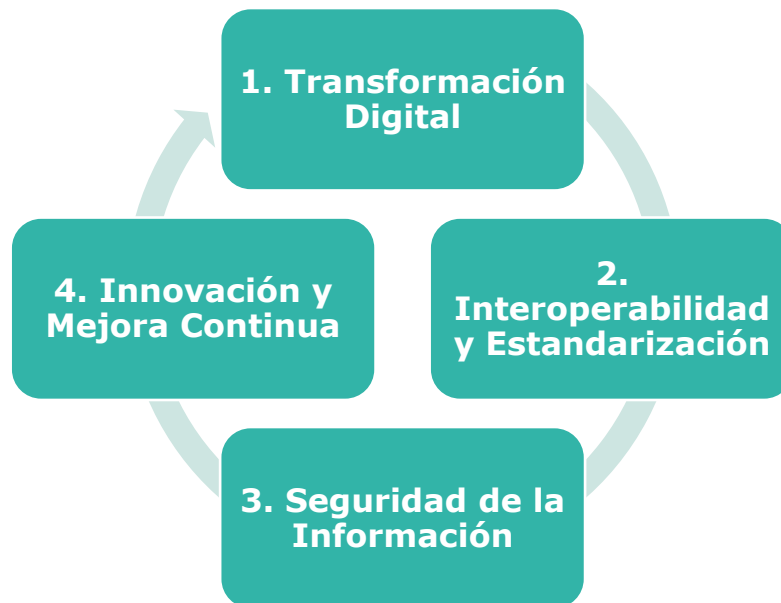 1. Transformación
Digital
2.
Interoperabilidad
y Estandarización
3. Seguridad de la
Información
4. Innovación y
Mejora Continua